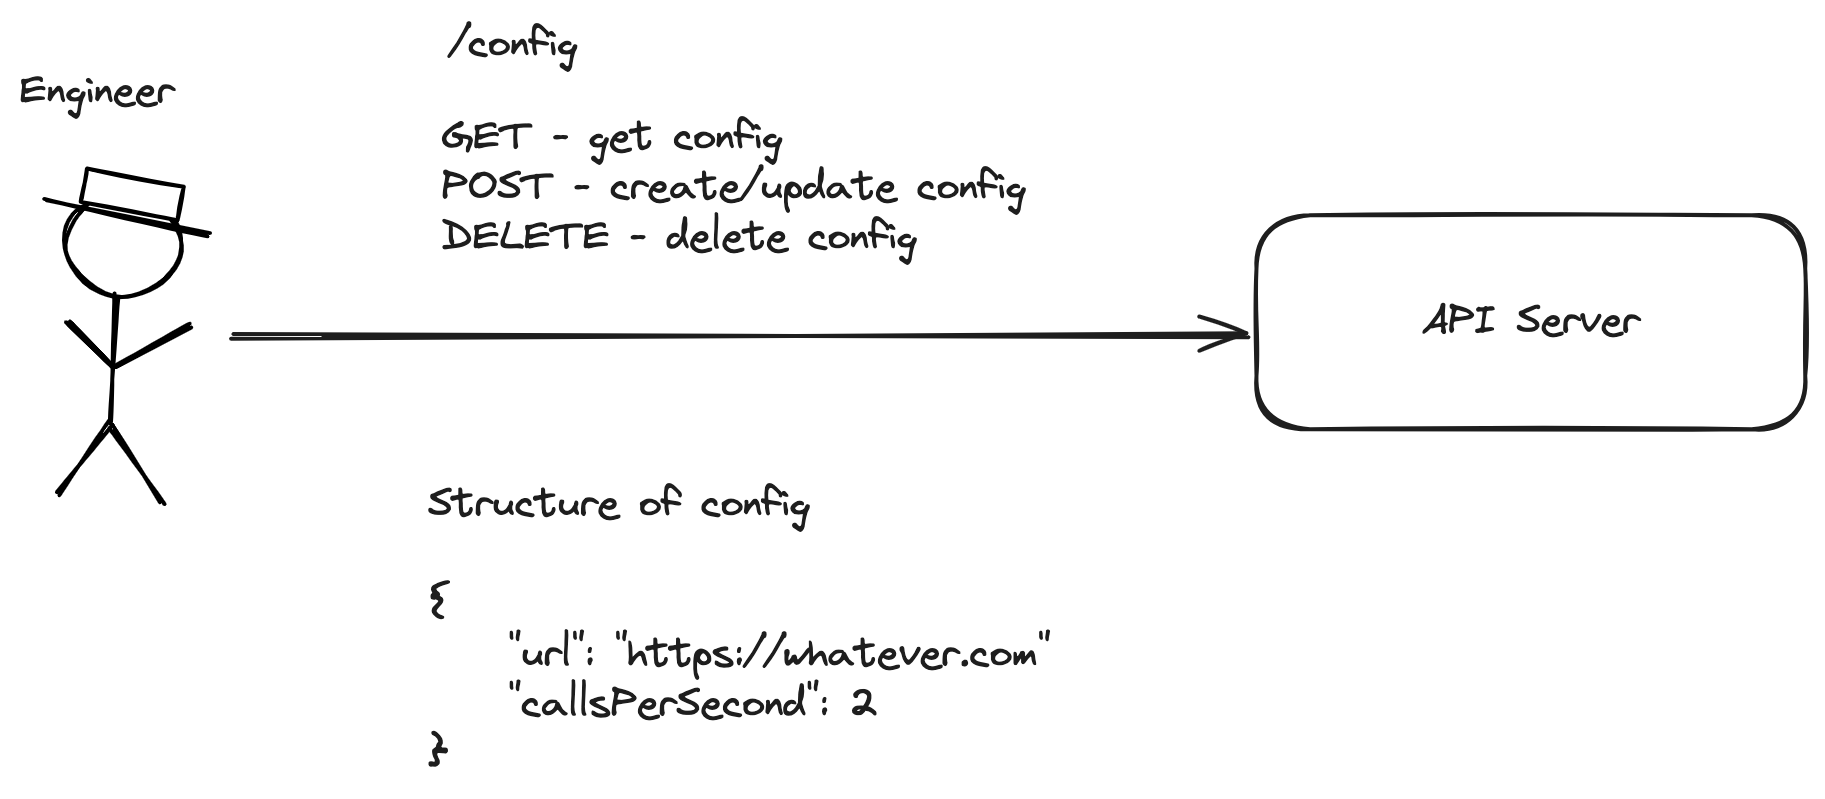 Engineer
/config
GET - get config
POST - create/update config
DELETE - delete config
API Server
Structure of config
{
"url": "https://whatever.com"
"callsPerSecond": 2
}